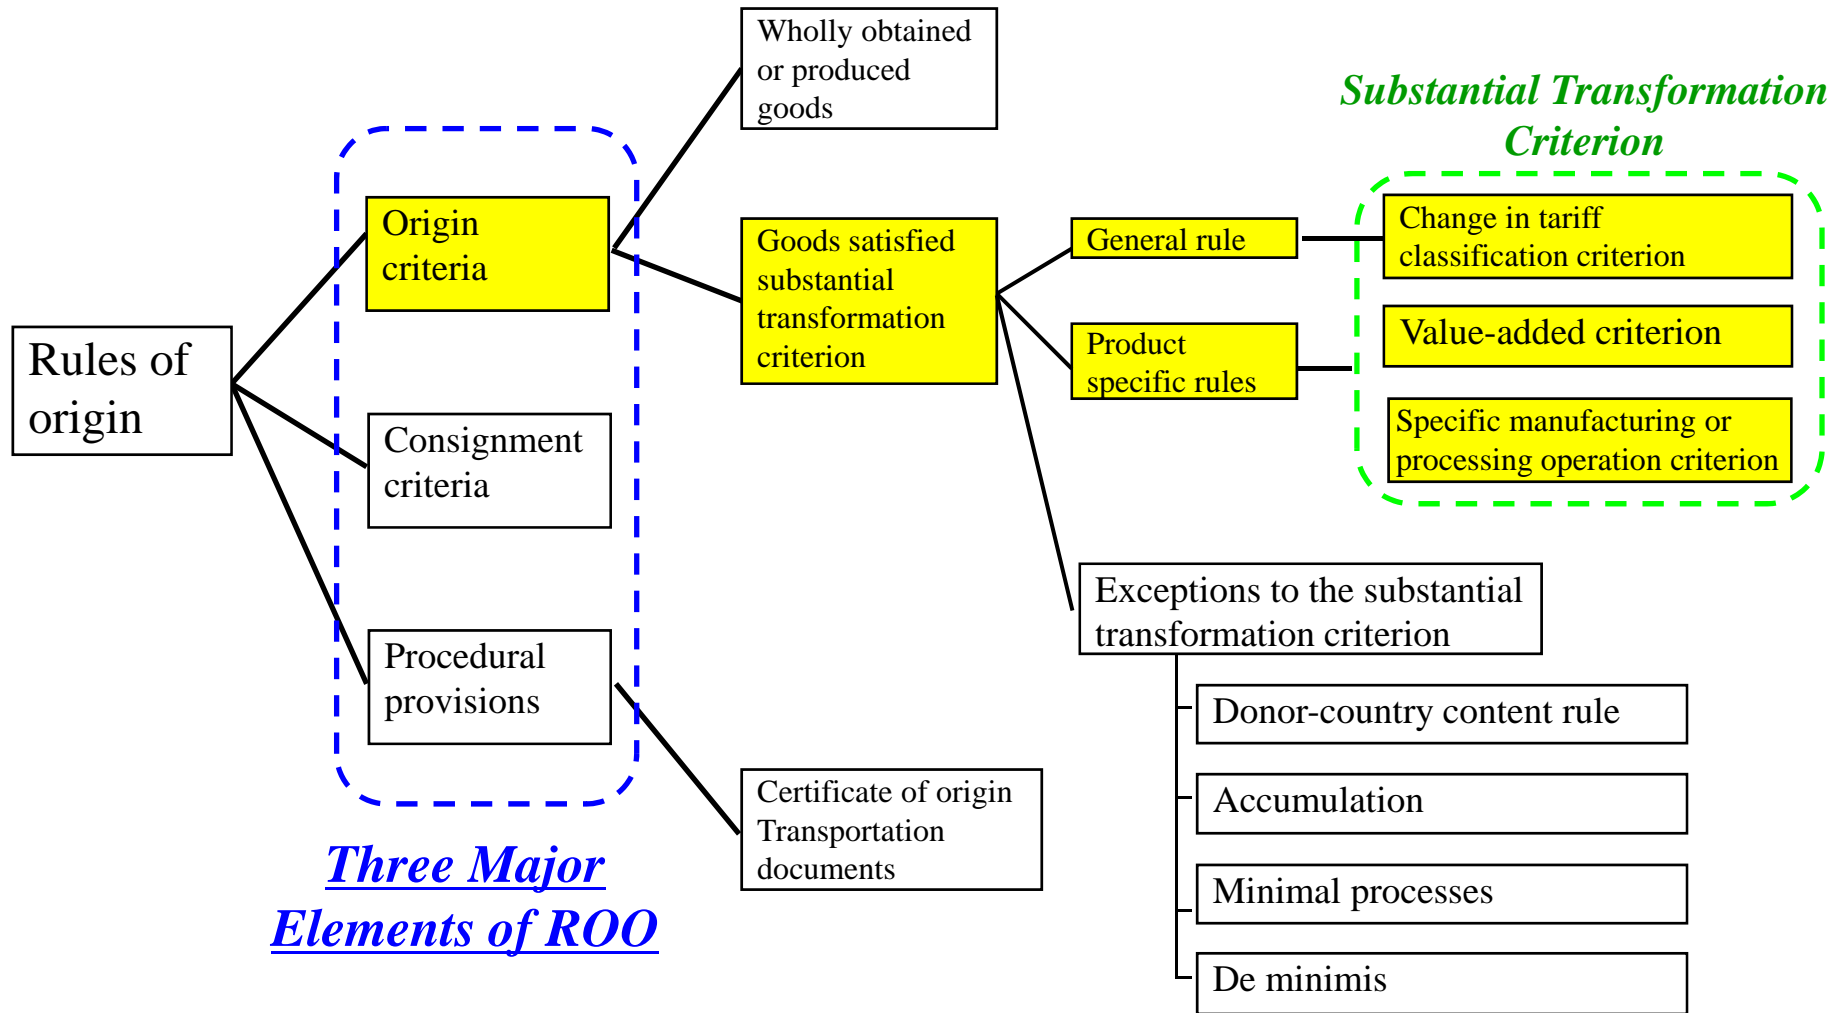 Rules of
origin
Origin
criteria
Consignment
criteria
Procedural
provisions
Three Major
Elements of ROO
Wholly obtained
or produced
goods
Goods satisfied
substantial
transformation
criterion
Certificate of origin
Transportation
documents
General rule
Product
specific rules
Substantial Transformation
Criterion
Change in tariff
classification criterion
Value-added criterion
Specific manufacturing or
processing operation criterion
Exceptions to the substantial
transformation criterion
Donor-country content rule
Accumulation
Minimal processes
De minimis